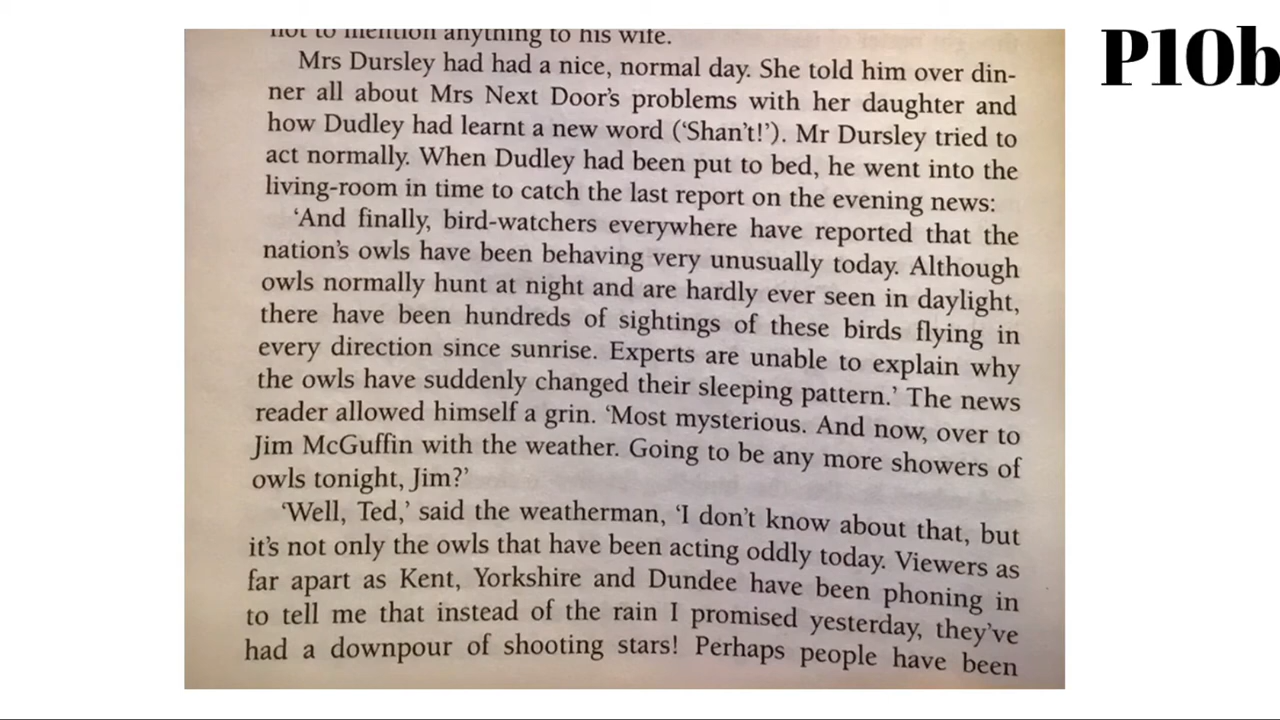 not to mention anything to his wife.
P10b
Mrs Dursley had had a nice, normal day. She told him over din-
ner all about Mrs Next Door's problems with her daughter and
how Dudley had learnt a new word ('Shan't!'). Mr Dursley tried to
act normally. When Dudley had been put to bed, he went into the
living-room in time to catch the last report on the evening news:
'And finally, bird-watchers everywhere have reported that the
nation's owls have been behaving very unusually today. Although
owls normally hunt at night and are hardly ever seen in daylight,
there have been hundreds of sightings of these birds flying in
every direction since sunrise. Experts are unable to explain why
the owls have suddenly changed their sleeping pattern.' The news
reader allowed himself a grin. 'Most mysterious. And now, over to
Jim McGuffin with the weather. Going to be any more showers of
owls tonight, Jim?'
'Well, Ted,' said the weatherman, 'I don't know about that, but
it's not only the owls that have been acting oddly today. Viewers as
far apart as Kent, Yorkshire and Dundee have been phoning in
to tell me that instead of the rain I promised yesterday, they've
had a downpour of shooting stars! Perhaps people have been